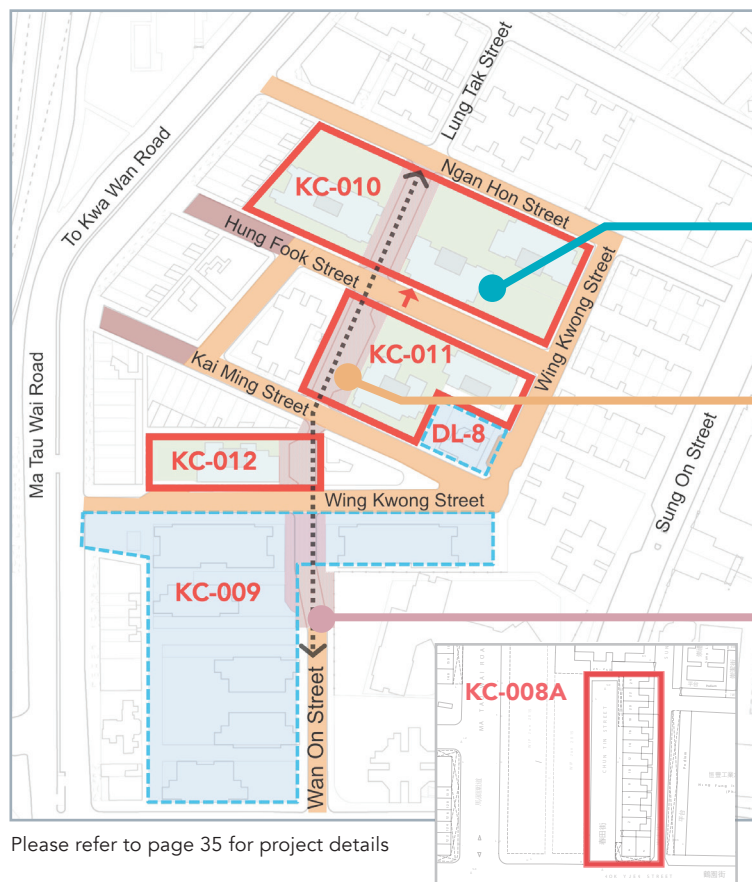 Lung Tak Street
To Kwa Wan Road
Ngan Hon Street
KC-010
Hung Fook Street
Wing Kwong Street
KC-011
Kai Ming Street
Ma Tau Wai Road
DL-8
KC-012
Wing Kwong Street
Sung On Street
KC-009
KC-008A
Wan On Street
Please refer to page 35 for project details